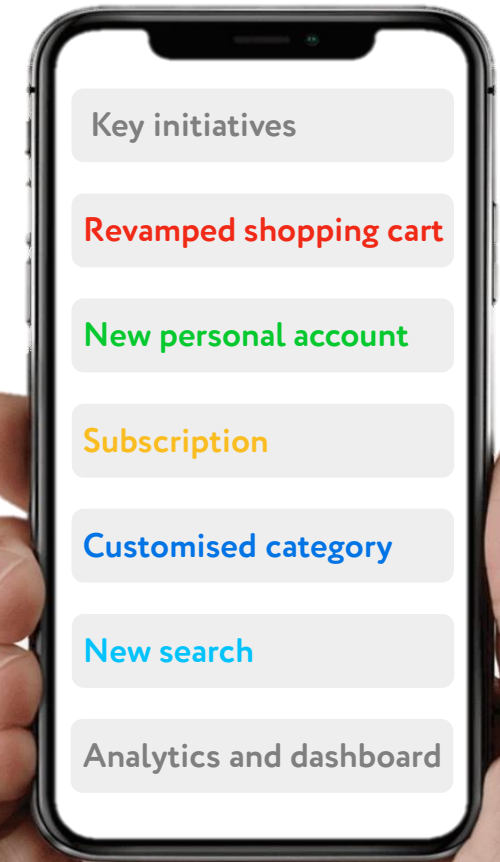 Key initiatives
Revamped shopping cart
New personal account
Subscription
Customised category
New search
Analytics and dashboard